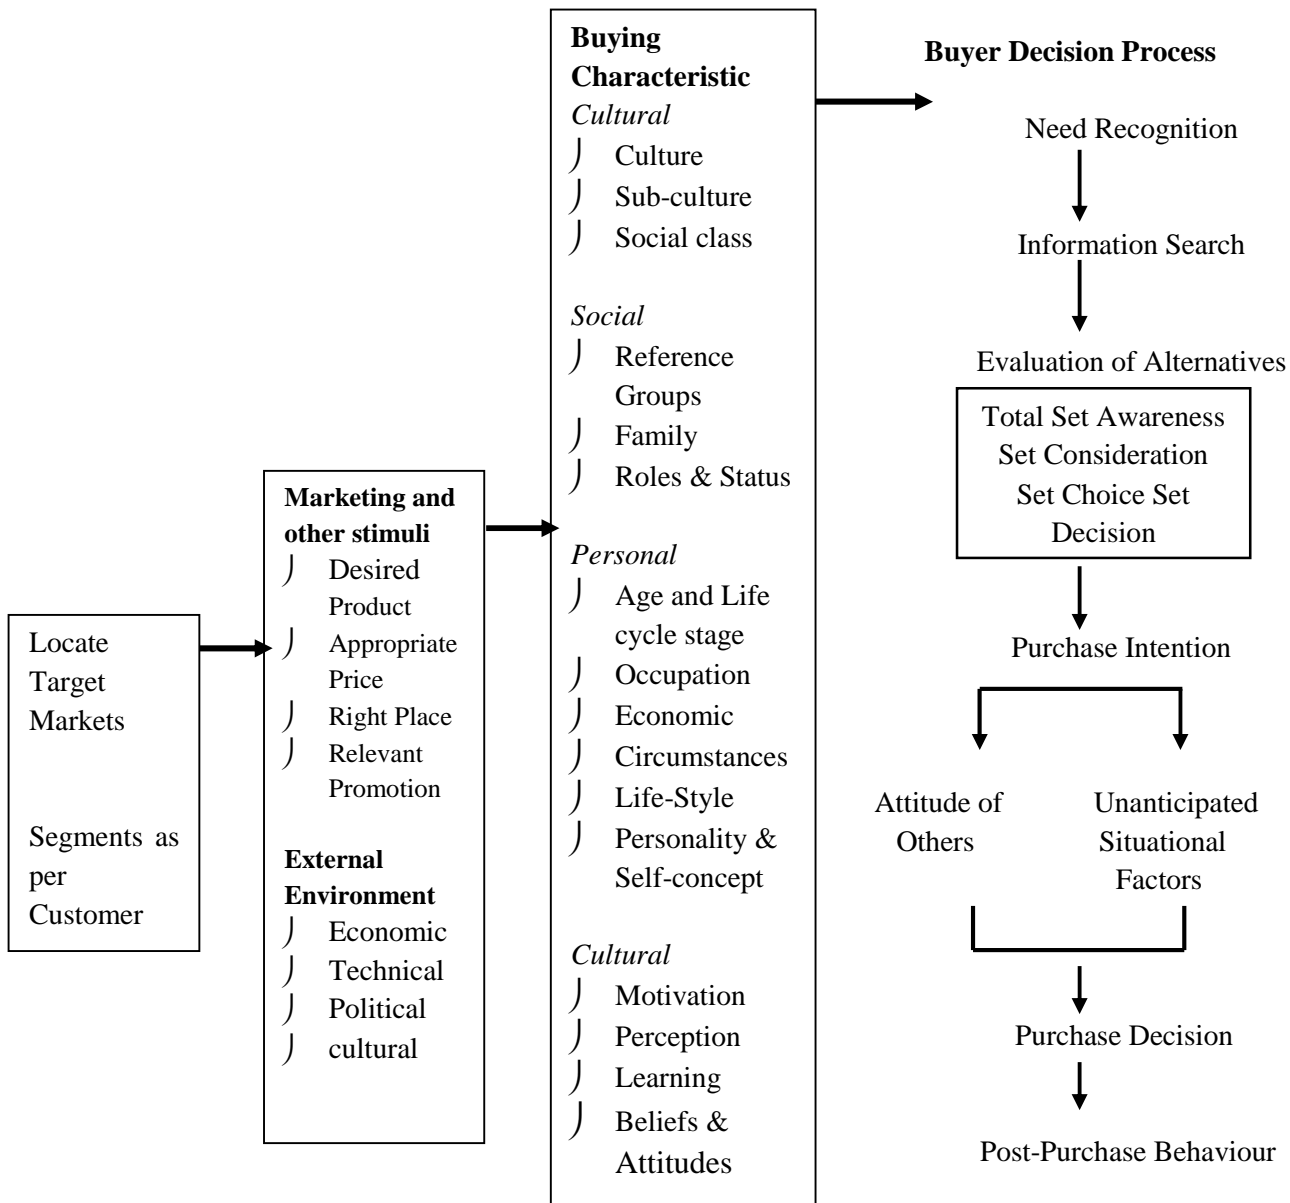 Locate
Target
Markets
Segments as
per
Customer
Marketing and
other stimuli
Desired
Product
Appropriate
Price
Right Place
Relevant
Promotion
External
Environment
Economic
Technical
Political
cultural
Buying
Characteristic
Cultural
Culture
Sub-culture
Social class
Social
Reference
Groups
Family
Roles & Status
Personal
Age and Life
cycle stage
Occupation
Economic
Circumstances
Life-Style
Personality &
Self-concept
Cultural
Motivation
Perception
Learning
Beliefs &
Attitudes
Buyer Decision Process
Need Recognition
Information Search
Evaluation of Alternatives
Total Set Awareness
Set Consideration
Set Choice Set
Decision
Purchase Intention
Attitude of
Others
Unanticipated
Situational
Factors
Purchase Decision
Post-Purchase Behaviour